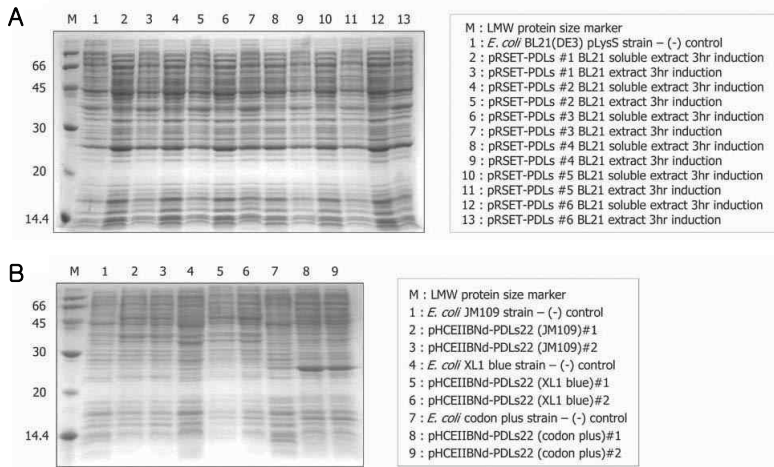 A
M 1 2 3 4 5 6 7 8 9 10 11 12 13
66
45
30
20
14.4
M : LMW protein size marker
1 : E. coli BL21(DE3) pLysS strain – (-) control
2 : pRSET-PDLs #1 BL21 soluble extract 3hr induction
3 : pRSET-PDLs #1 BL21 extract 3hr induction
4 : pRSET-PDLs #2 BL21 soluble extract 3hr induction
5 : pRSET-PDLs #2 BL21 extract 3hr induction
6 : pRSET-PDLs #3 BL21 soluble extract 3hr induction
7 : pRSET-PDLs #3 BL21 extract 3hr induction
8 : pRSET-PDLs #4 BL21 soluble extract 3hr induction
9 : pRSET-PDLs #4 BL21 extract 3hr induction
10 : pRSET-PDLs #5 BL21 soluble extract 3hr induction
11 : pRSET-PDLs #5 BL21 extract 3hr induction
12 : pRSET-PDLs #6 BL21 soluble extract 3hr induction
13 : pRSET-PDLs #6 BL21 extract 3hr induction
B
M 1 2 3 4 5 6 7 8 9
66
45
30
20
14.4
M : LMW protein size marker
1 : E. coli JM109 strain – (-) control
2 : pHCEIIBNd-PDLs22 (JM109)#1
3 : pHCEIIBNd-PDLs22 (JM109)#2
4 : E. coli XL1 blue strain – (-) control
5 : pHCEIIBNd-PDLs22 (XL1 blue)#1
6 : pHCEIIBNd-PDLs22 (XL1 blue)#2
7 : E. coli codon plus strain – (-) control
8 : pHCEIIBNd-PDLs22 (codon plus)#1
9 : pHCEIIBNd-PDLs22 (codon plus)#2